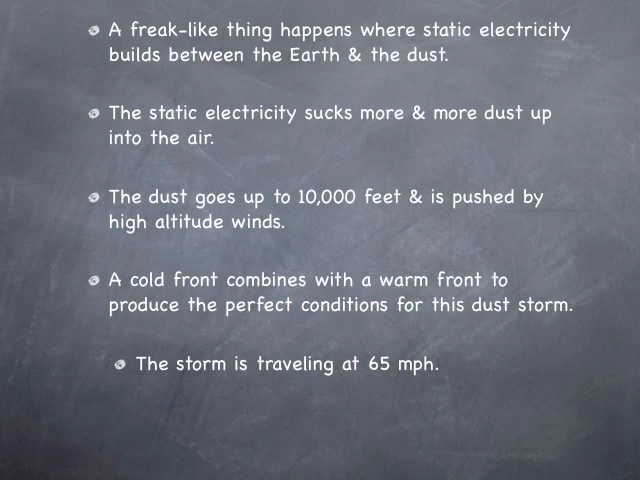 A freak-like thing happens where static electricity
builds between the Earth & the dust.
The static electricity sucks more & more dust up
into the air.
The dust goes up to 10,000 feet & is pushed by
high altitude winds.
A cold front combines with a warm front to
produce the perfect conditions for this dust storm.
The storm is traveling at 65 mph.